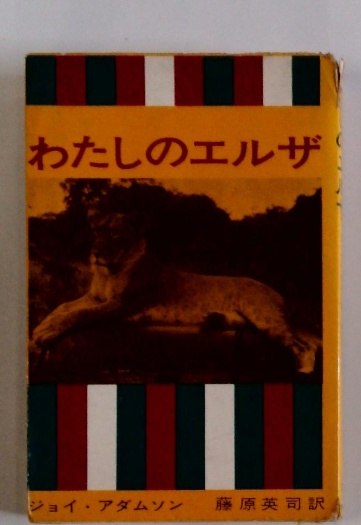 わたしのエルザ
ジョイ・アダムソン 藤原英司訳